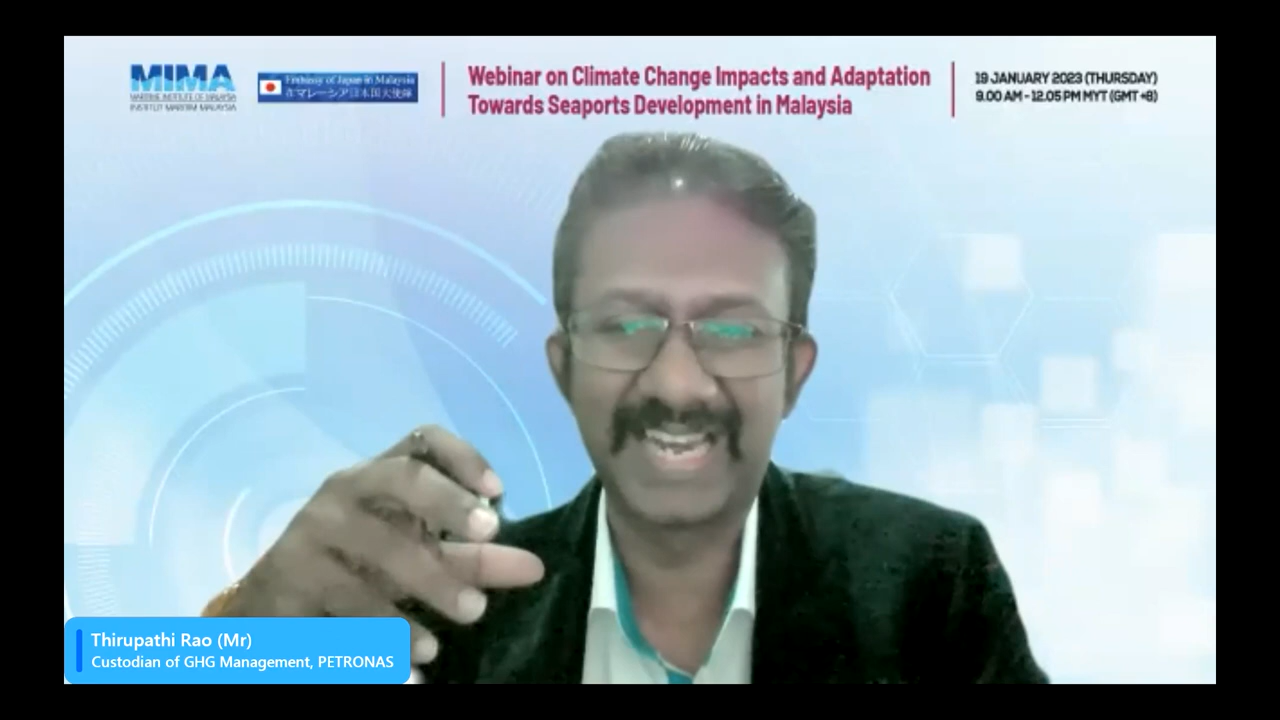 MIMA
MARITIME INSTITUTE OF MALAYSIA
INSTITUT MARITIM MALAYSIA
Embassy of Japan in Malaysia
在マレーシア日本国大使館
Webinar on Climate Change Impacts and Adaptation
Towards Seaports Development in Malaysia
19 JANUARY 2023 (THURSDAY)
9.00 AM - 12.05 PM MYT (GMT +8)
Thirupathi Rao (Mr)
Custodian of GHG Management, PETRONAS